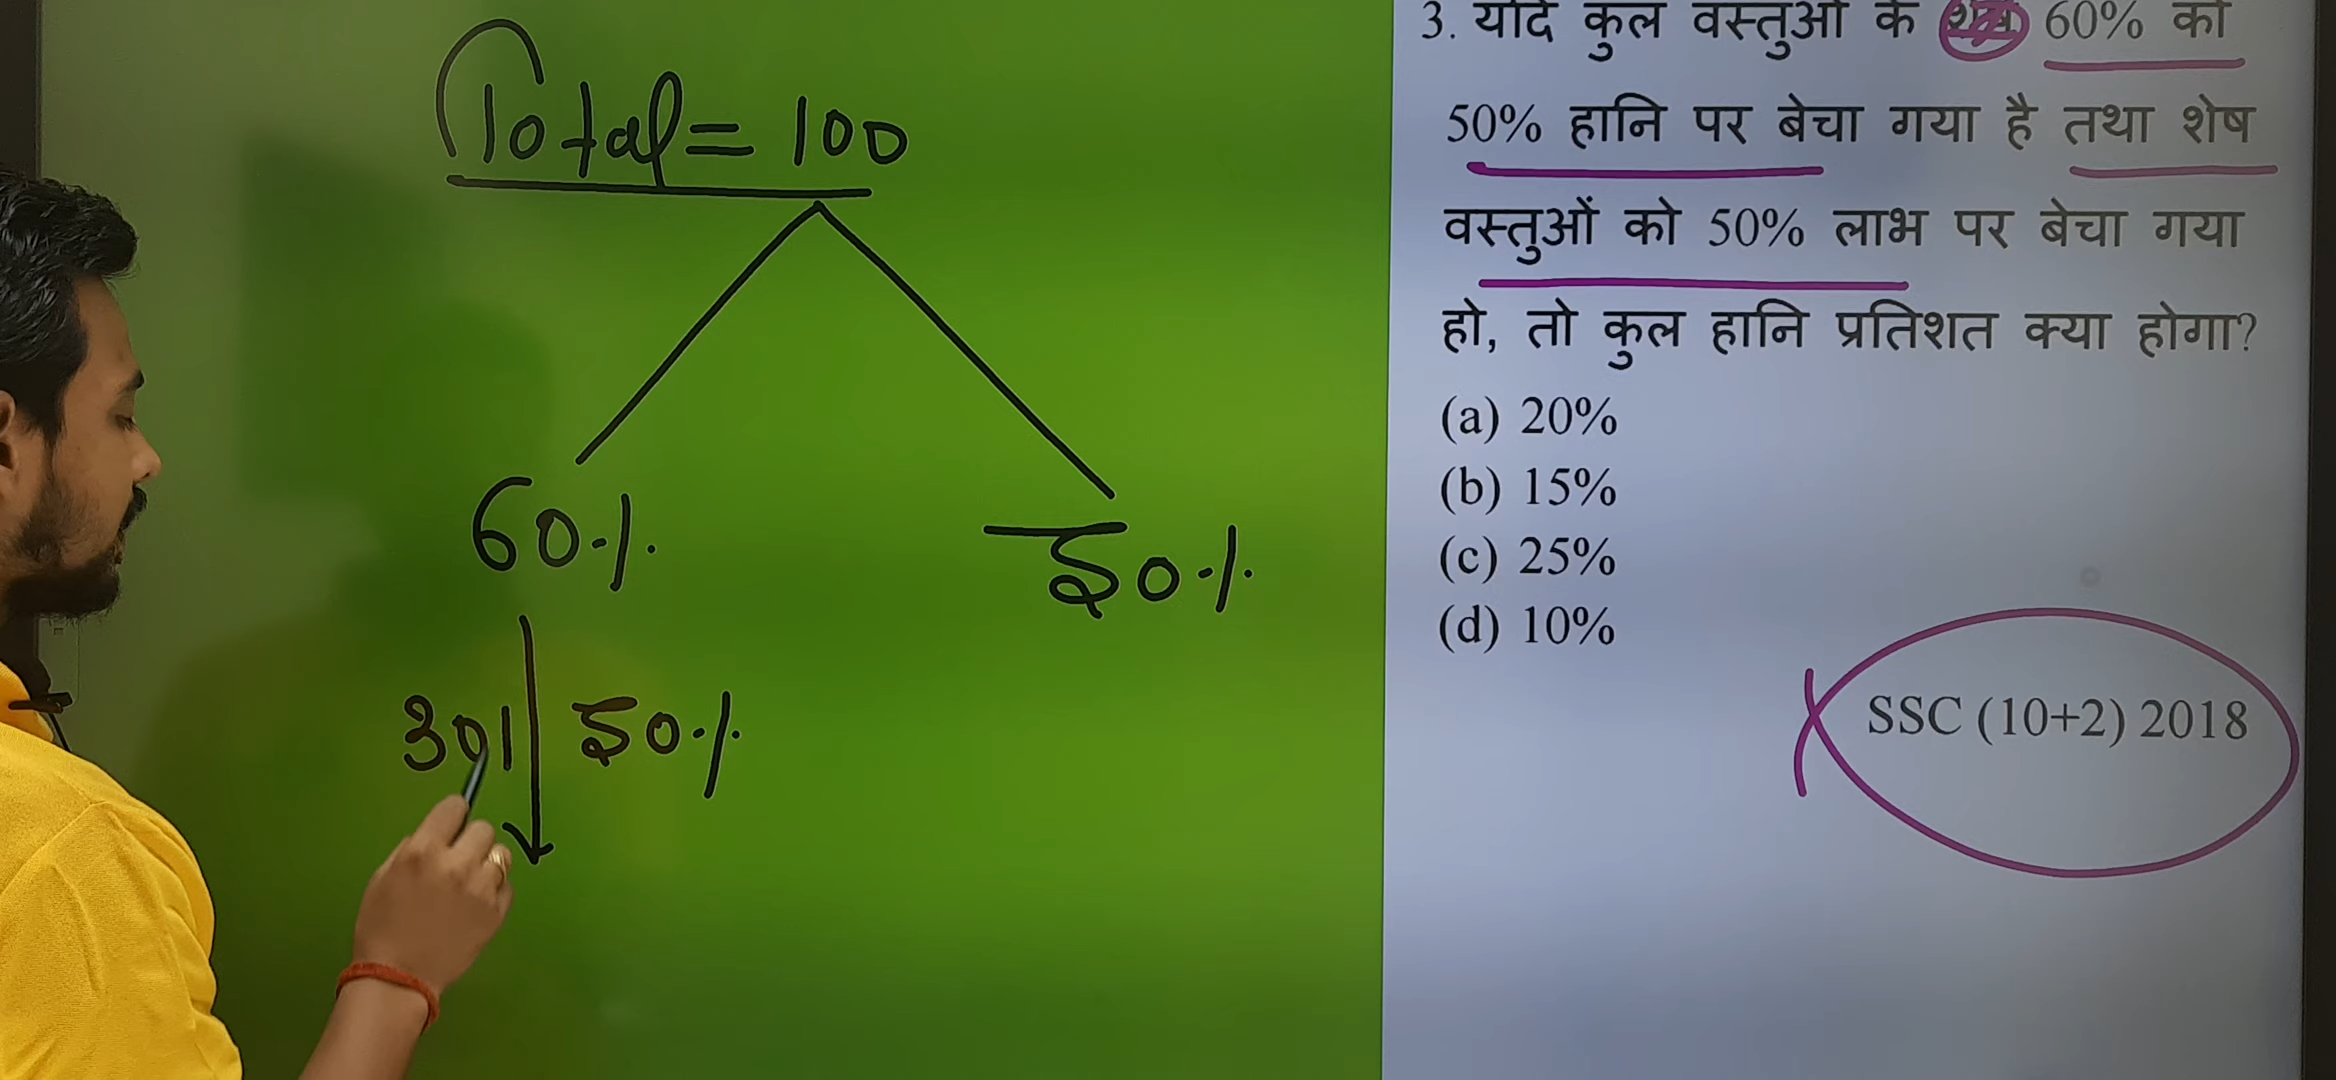 Total = 100
60%
50%
30↓ 50%
3. यदि कुल वस्तुओं के 60% को
50% हानि पर बेचा गया है तथा शेष
वस्तुओं को 50% लाभ पर बेचा गया
हो, तो कुल हानि प्रतिशत क्या होगा?
(a) 20%
(b) 15%
(c) 25%
(d) 10%
SSC (10+2) 2018